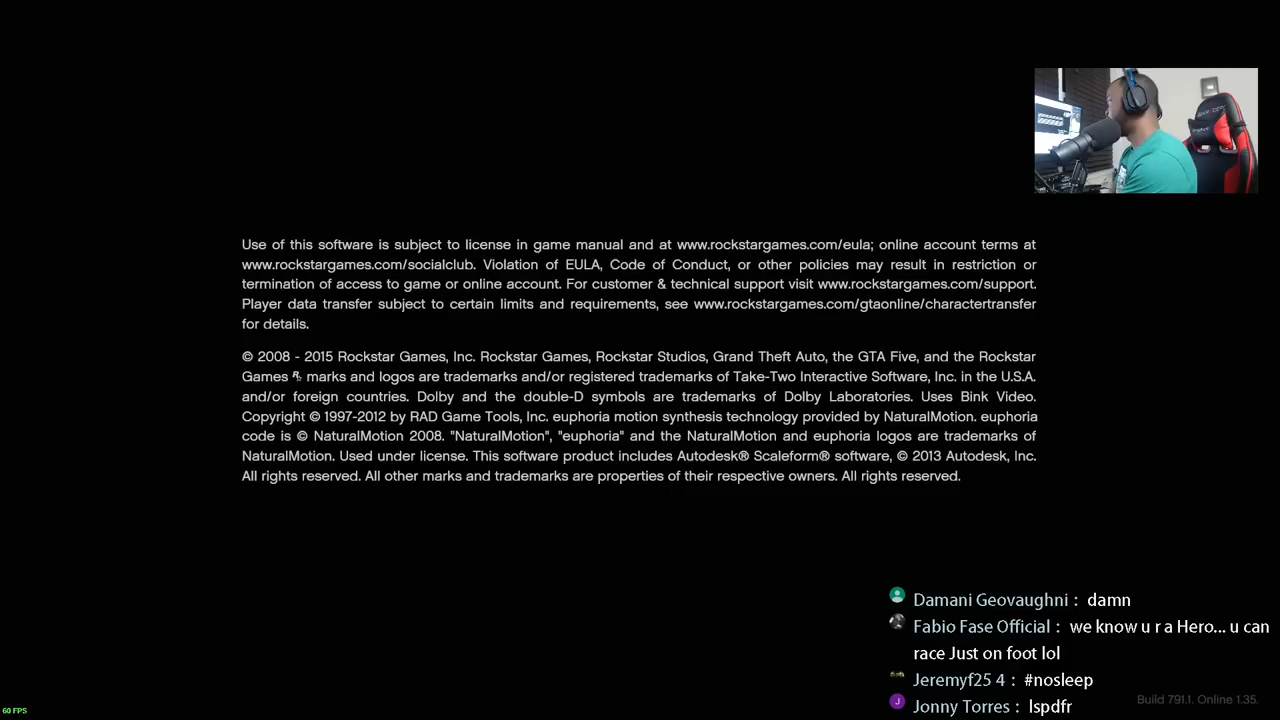 Use of this software is subject to license in game manual and at www.rockstargames.com/eula; online account terms at
www.rockstargames.com/socialclub. Violation of EULA, Code of Conduct, or other policies may result in restriction or
termination of access to game or online account. For customer & technical support visit www.rockstargames.com/support.
Player data transfer subject to certain limits and requirements, see www.rockstargames.com/gtaonline/charactertransfer
for details.
© 2008 - 2015 Rockstar Games, Inc. Rockstar Games, Rockstar Studios, Grand Theft Auto, the GTA Five, and the Rockstar
Games R* marks and logos are trademarks and/or registered trademarks of Take-Two Interactive Software, Inc. in the U.S.A.
and/or foreign countries. Dolby and the double-D symbols are trademarks of Dolby Laboratories. Uses Bink Video.
Copyright © 1997-2012 by RAD Game Tools, Inc. euphoria motion synthesis technology provided by NaturalMotion. euphoria
code is © NaturalMotion 2008. "NaturalMotion", "euphoria" and the NaturalMotion and euphoria logos are trademarks of
NaturalMotion. Used under license. This software product includes Autodesk® Scaleform® software, © 2013 Autodesk, Inc.
All rights reserved. All other marks and trademarks are properties of their respective owners. All rights reserved.
Damani Geovaughni : damn
Fabio Fase Official : we know u r a Hero... u can
race Just on foot lol
Jeremyf25 4 : #nosleep
J Jonny Torres : lspdfr
Build 791.1. Online 1.35.
60 FPS